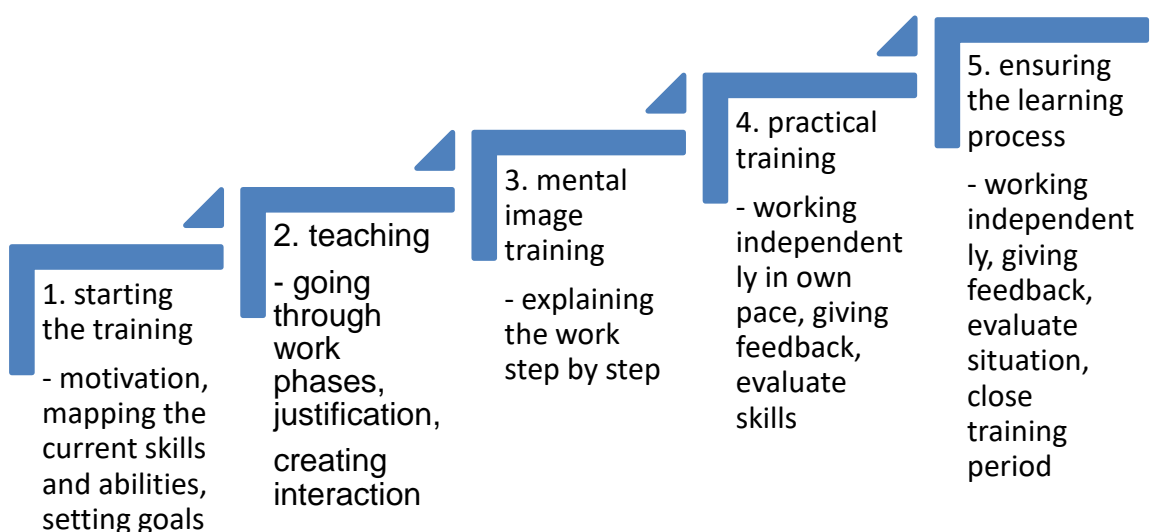 1. starting
the training
- motivation,
mapping the
current skills
and abilities,
setting goals
2. teaching
- going
through
work
phases,
justification,
creating
interaction
3. mental
image
training
- explaining
the work
step by step
4. practical
training
- working
independent
ly in own
pace, giving
feedback,
evaluate
skills
5. ensuring
the learning
process
- working
independent
ly, giving
feedback,
evaluate
situation,
close
training
period